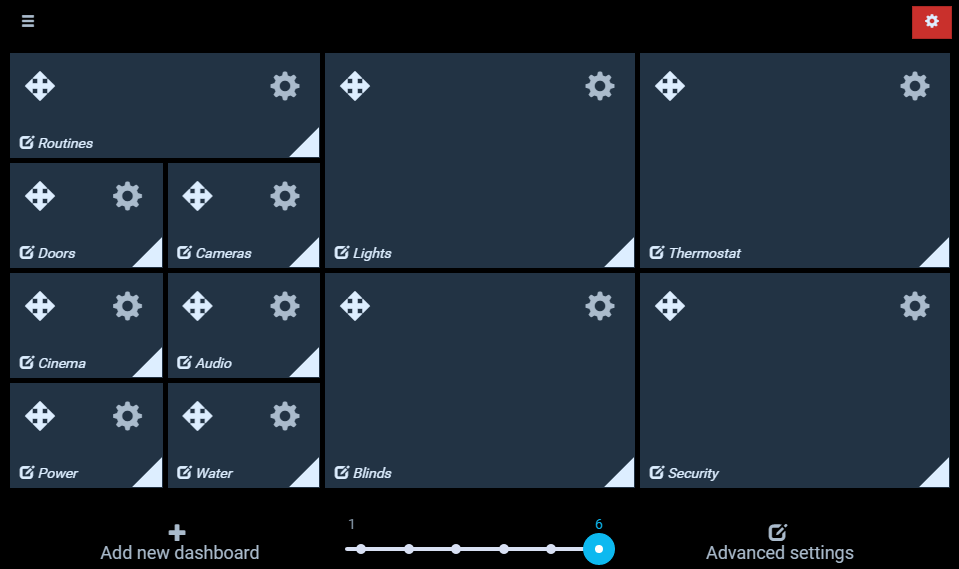 Routines
Doors
Cameras
Lights
Thermostat
Cinema
Audio
Power
Water
Blinds
Security
1
6
Add new dashboard
Advanced settings